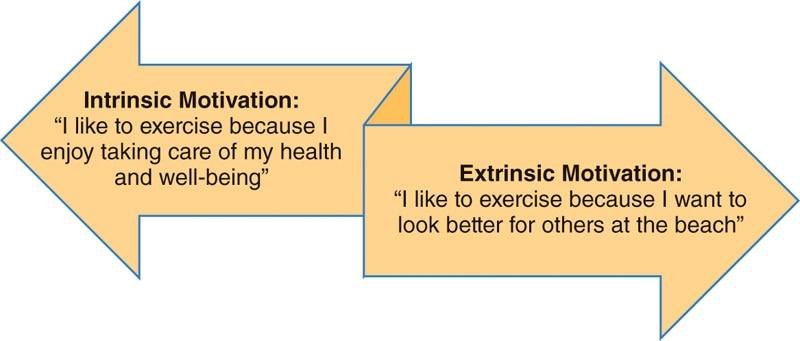 Intrinsic Motivation:
“I like to exercise because I
enjoy taking care of my health
and well-being”
Extrinsic Motivation:
“I like to exercise because I want to
look better for others at the beach”